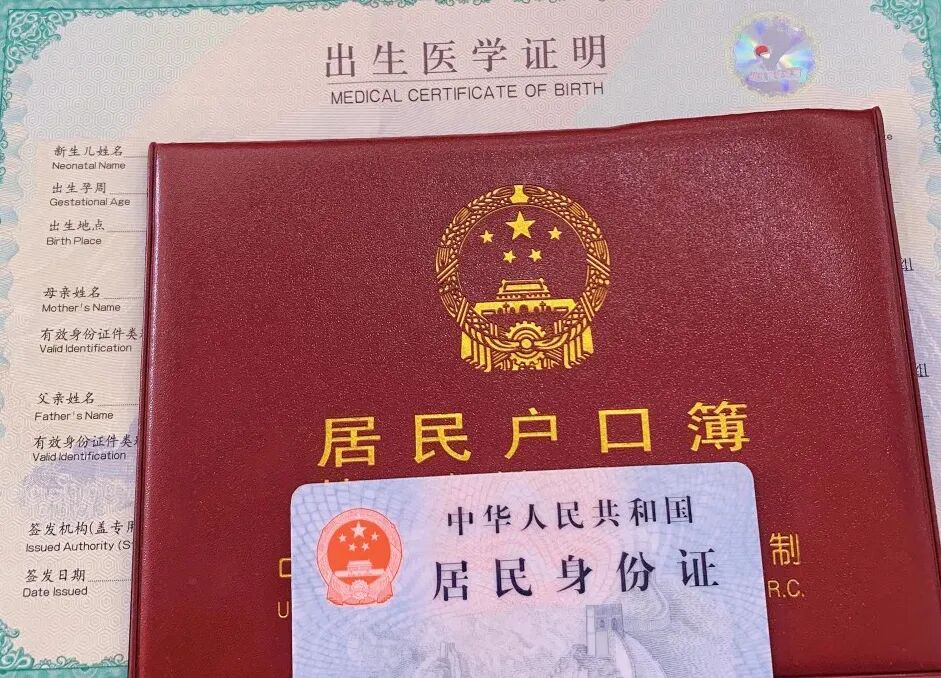 出生医学证明
MEDICAL CERTIFICATE OF BIRTH
新生儿姓名
Neonatal Name
出生孕周
Gestational Age
出生地点
Birth Place
母亲姓名
Mother's Name
有效身份证件类
Valid Identification
父亲姓名
Father's Name
有效身份证件类
Valid Identification
签发机构(盖专用
Issued Authority (S
签发日期
Date Issued
居民户口簿
制
R.C.
中华人民共和国
居民身份证